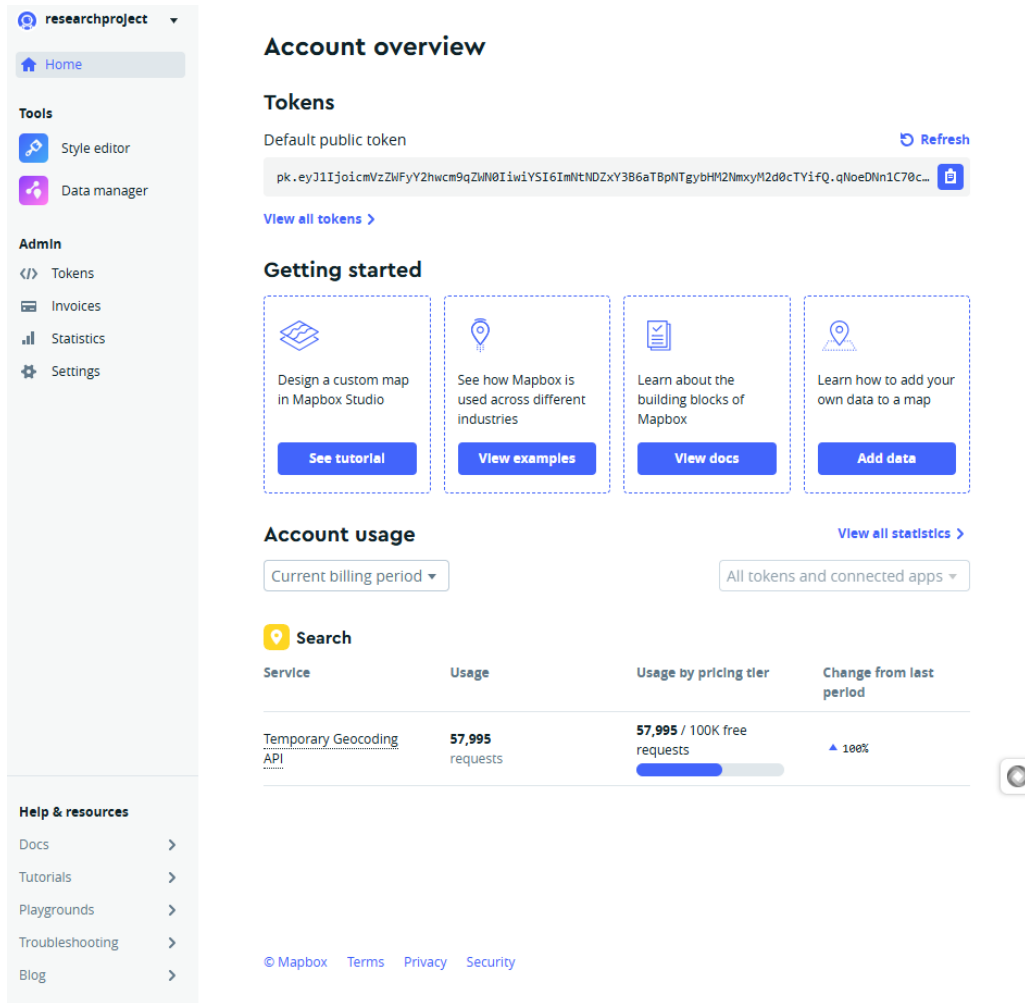 researchproject
Home
Tools
Style editor
Data manager
Admin
Tokens
Invoices
Statistics
Settings
Help & resources
Docs
Tutorials
Playgrounds
Troubleshooting
Blog
Account overview
Tokens
Default public token
Refresh
pk.eyJ1IjoicmVzZWFyY2hwcm9qZWN0IiwiYSI6ImNtNDZxY3B6aTBpNTgybHM2NmxyM2d0cTYifQ.qNoeDNn1C70c…
View all tokens
Getting started
Design a custom map
in Mapbox Studio
See tutorial
See how Mapbox is
used across different
industries
View examples
Learn about the
building blocks of
Mapbox
View docs
Learn how to add your
own data to a map
Add data
Account usage
View all statistics
Current billing period
All tokens and connected apps
Search
Service
Usage
Usage by pricing tier
Change from last
period
Temporary Geocoding
API
57,995
requests
57,995 / 100K free
requests
100%
© Mapbox Terms Privacy Security